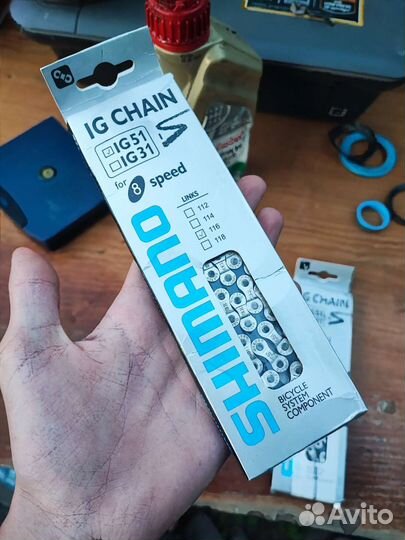 IG CHAIN
IG51
IG31
for 8 speed
LINKS
112
114
116
118
SHIMANO
BICYCLE
SYSTEM
COMPONENT
IG CHAIN
Avito